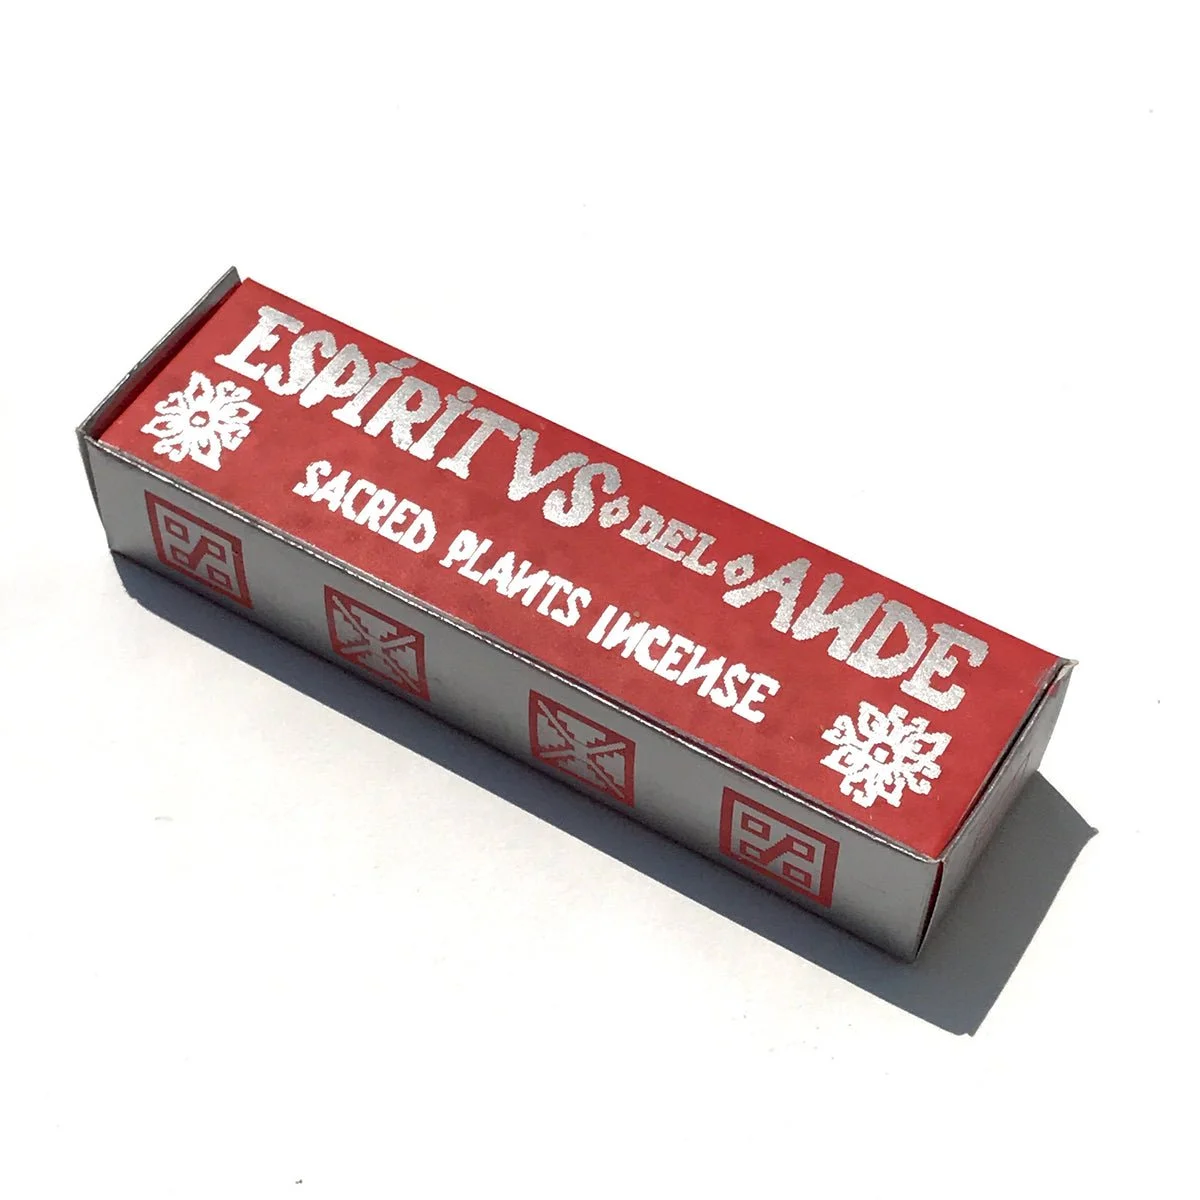 ESPÍRITVS DEL ANDE
SACRED PLANTS INCENSE